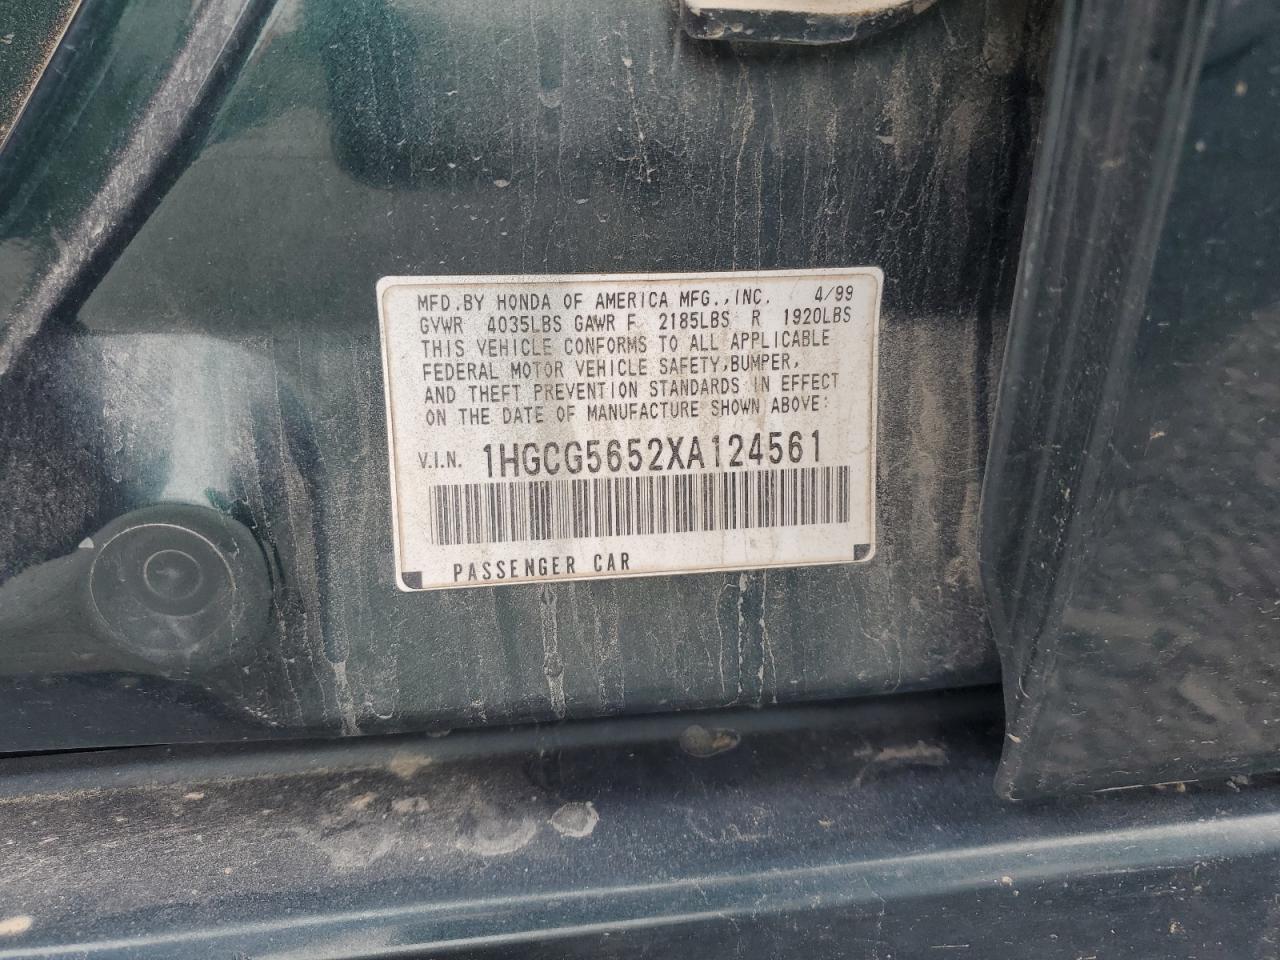 MFD.BY HONDA OF AMERICA MFG.,INC. 4/99
GVWR 4035LBS GAWR F 2185LBS R 1920LBS
THIS VEHICLE CONFORMS TO ALL APPLICABLE
FEDERAL MOTOR VEHICLE SAFETY,BUMPER,
AND THEFT PREVENTION STANDARDS IN EFFECT
ON THE DATE OF MANUFACTURE SHOWN ABOVE:
V.I.N. 1HGCG5652XA124561
PASSENGER CAR